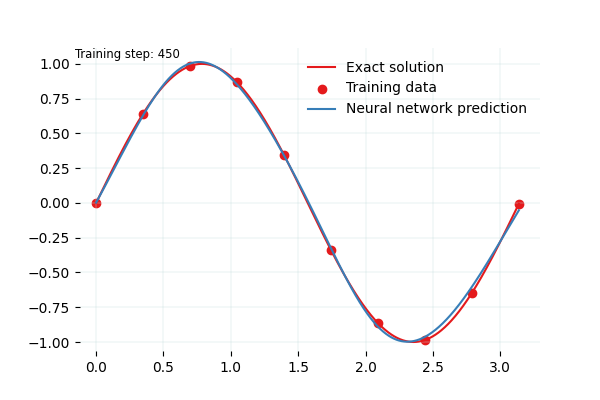 Training step: 450
Exact solution
Training data
Neural network prediction
1.00
0.75
0.50
0.25
0.00
−0.25
−0.50
−0.75
−1.00
0.0 0.5 1.0 1.5 2.0 2.5 3.0